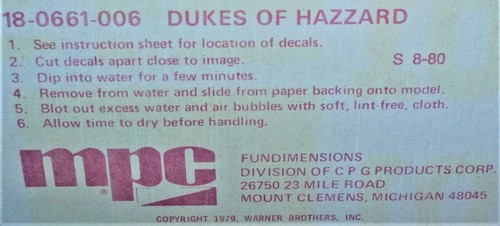 18-0661-006 DUKES OF HAZZARD
1. See instruction sheet for location of decals.
2. Cut decals apart close to image. S 8-80
3. Dip into water for a few minutes.
4. Remove from water and slide from paper backing onto model.
5. Blot out excess water and air bubbles with soft, lint-free, cloth.
6. Allow time to dry before handling.
mpc
FUNDIMENSIONS
DIVISION OF C P G PRODUCTS CORP.
26750 23 MILE ROAD
MOUNT CLEMENS, MICHIGAN 48045
COPYRIGHT 1979, WARNER BROTHERS, INC.